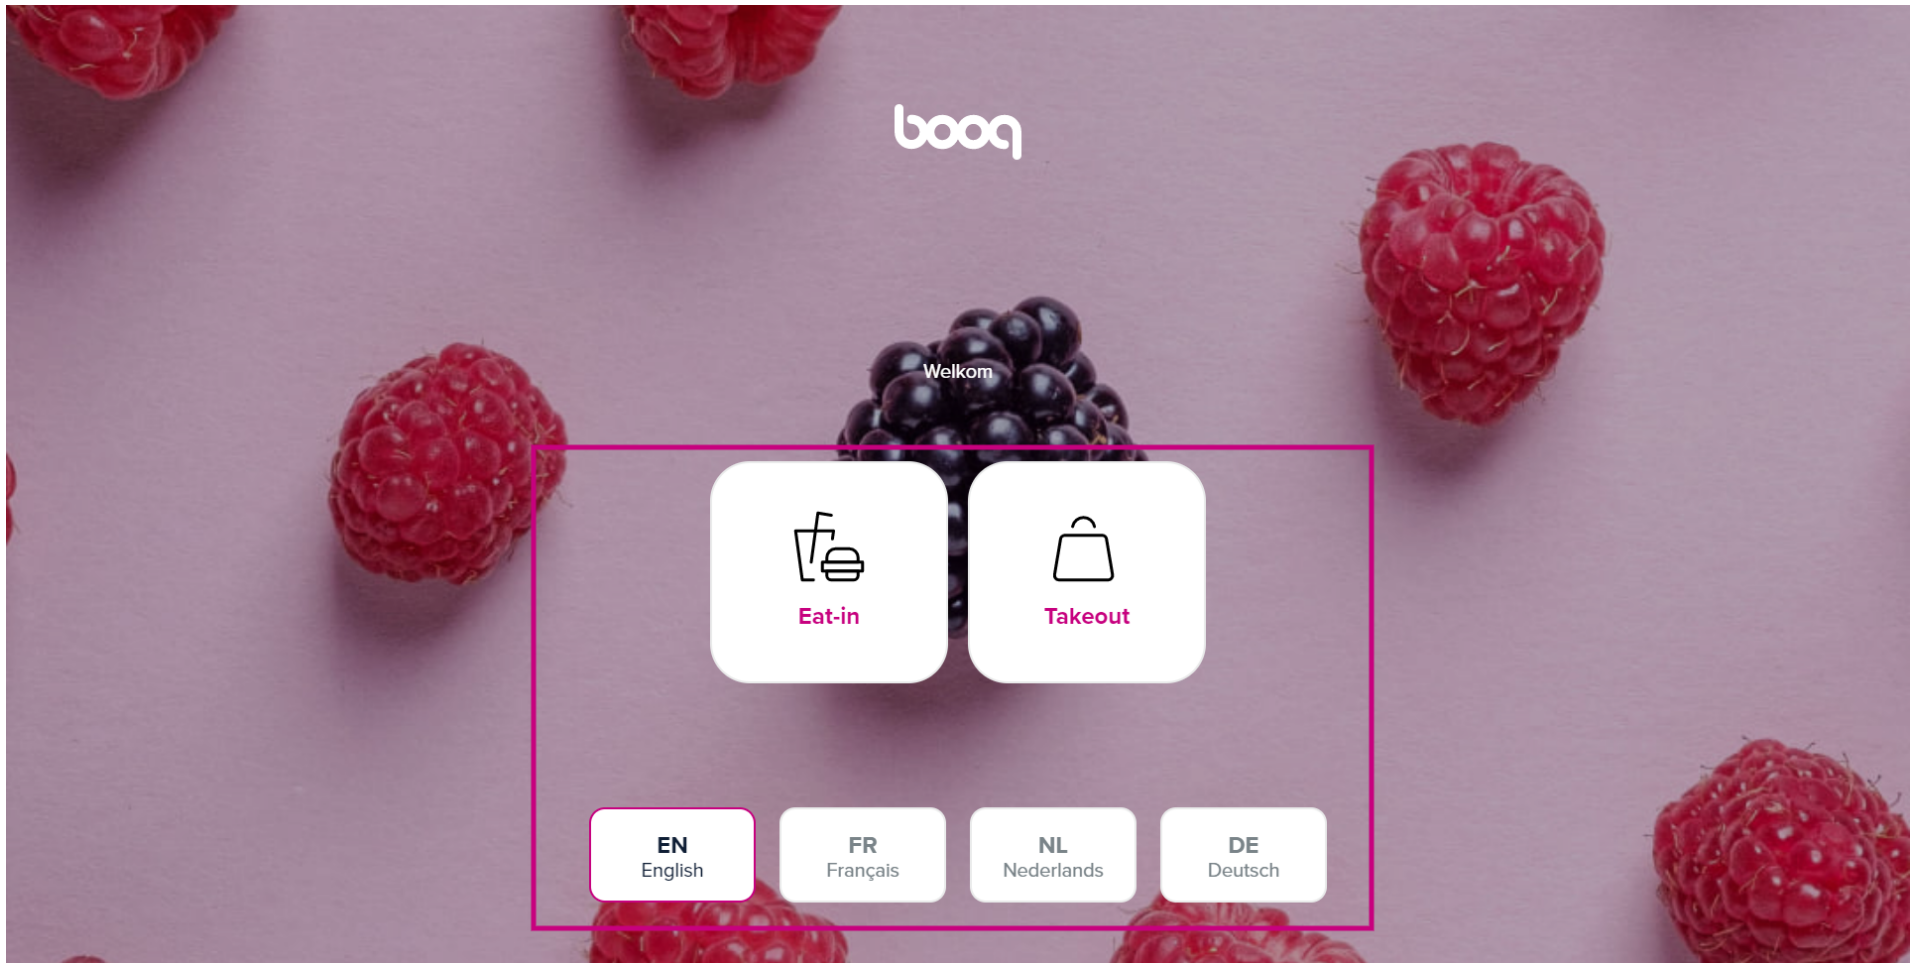 booq
Welkom
Eat-in
Takeout
EN
English
FR
Français
NL
Nederlands
DE
Deutsch